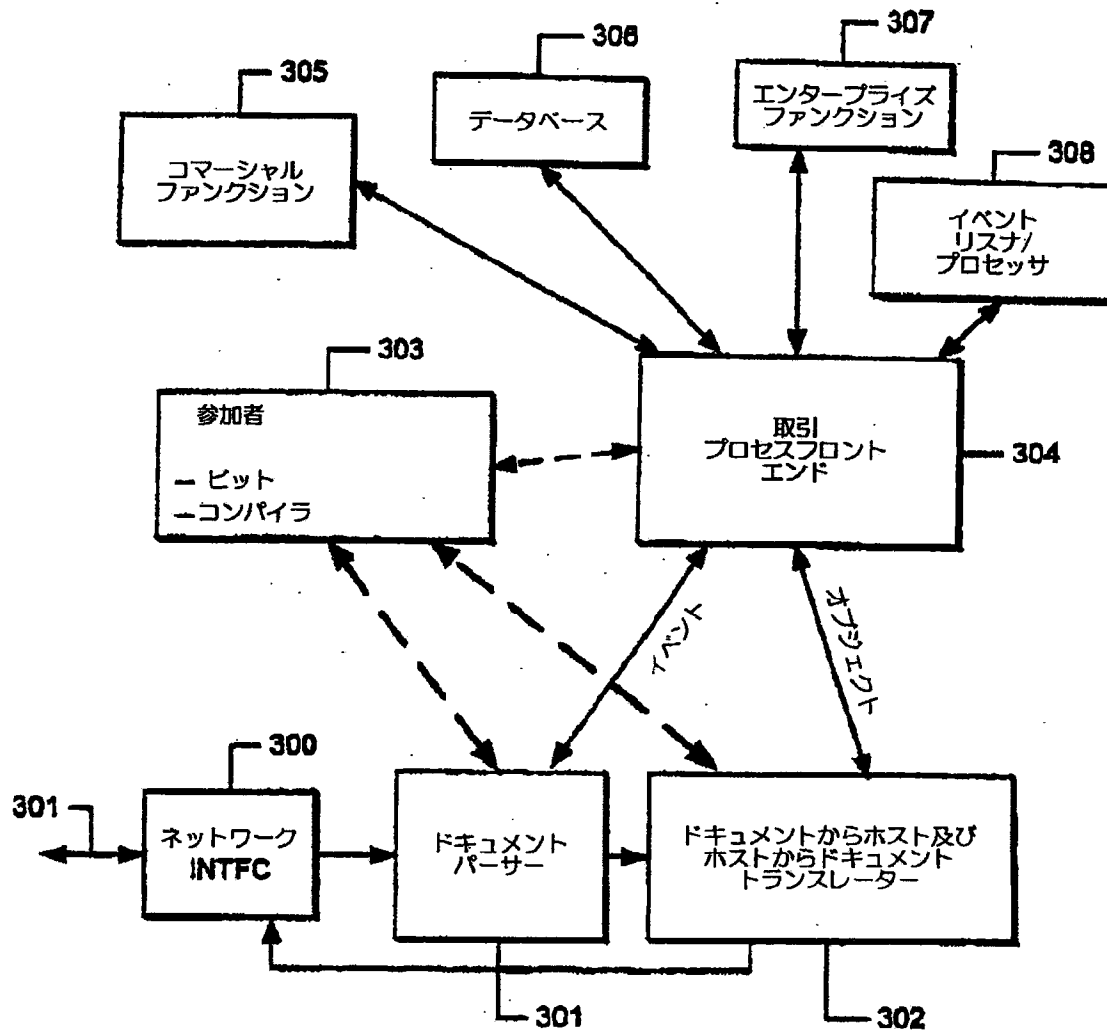 306
307
305
データベース
エンタープライズ
ファンクション
308
コマーシャル
ファンクション
イベント
リスナ/
プロセッサ
303
参加者
取引
プロセスフロント
エンド
304
― ビット
―コンパイラ
イベント
オブジェクト
300
301
ネットワーク
INTFC
ドキュメント
パーサー
ドキュメントからホスト及び
ホストからドキュメント
トランスレーター
301
302